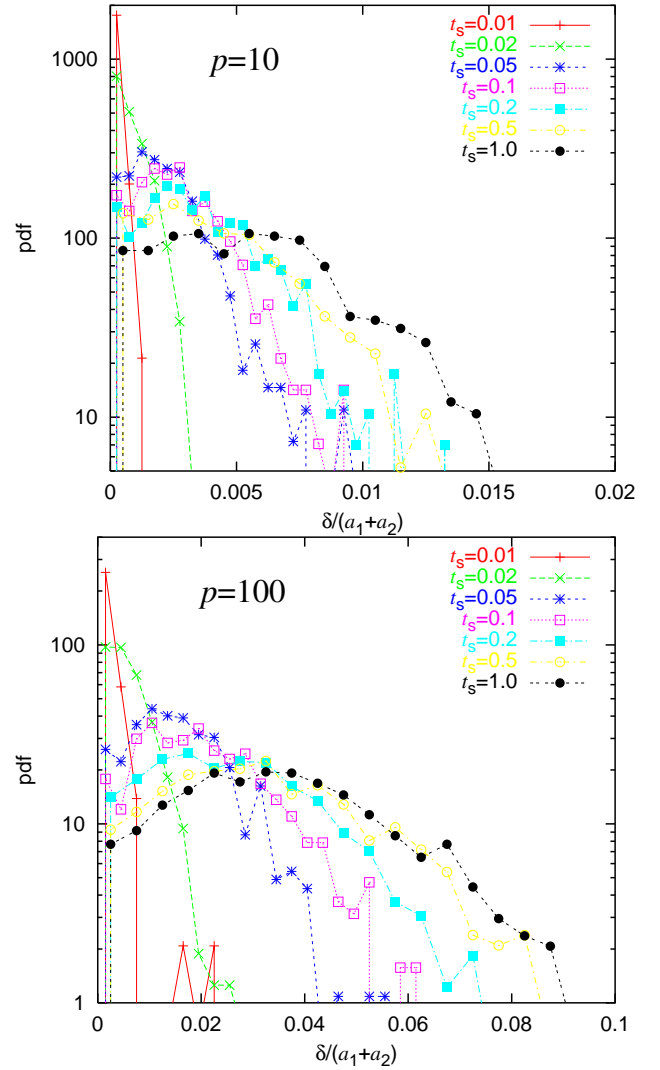 1000
100
10
pdf
p=10
t_s=0.01
t_s=0.02
t_s=0.05
t_s=0.1
t_s=0.2
t_s=0.5
t_s=1.0
0 0.005 0.01 0.015 0.02
δ/(a_1+a_2)
100
10
1
pdf
p=100
t_s=0.01
t_s=0.02
t_s=0.05
t_s=0.1
t_s=0.2
t_s=0.5
t_s=1.0
0 0.02 0.04 0.06 0.08 0.1
δ/(a_1+a_2)